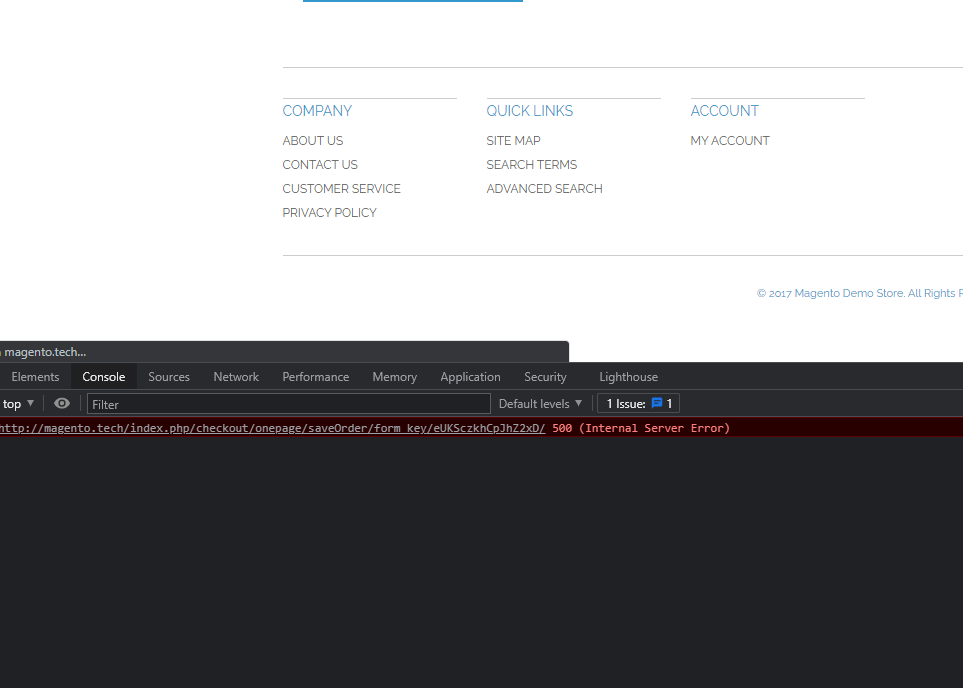 COMPANY QUICK LINKS ACCOUNT
ABOUT US SITE MAP MY ACCOUNT
CONTACT US SEARCH TERMS
CUSTOMER SERVICE ADVANCED SEARCH
PRIVACY POLICY
© 2017 Magento Demo Store. All Rights
magento.tech...
Elements Console Sources Network Performance Memory Application Security Lighthouse
top Filter Default levels 1 Issue: 1
http://magento.tech/index.php/checkout/onepage/saveOrder/form_key/eUKSczkhCpJhZ2xD/ 500 (Internal Server Error)